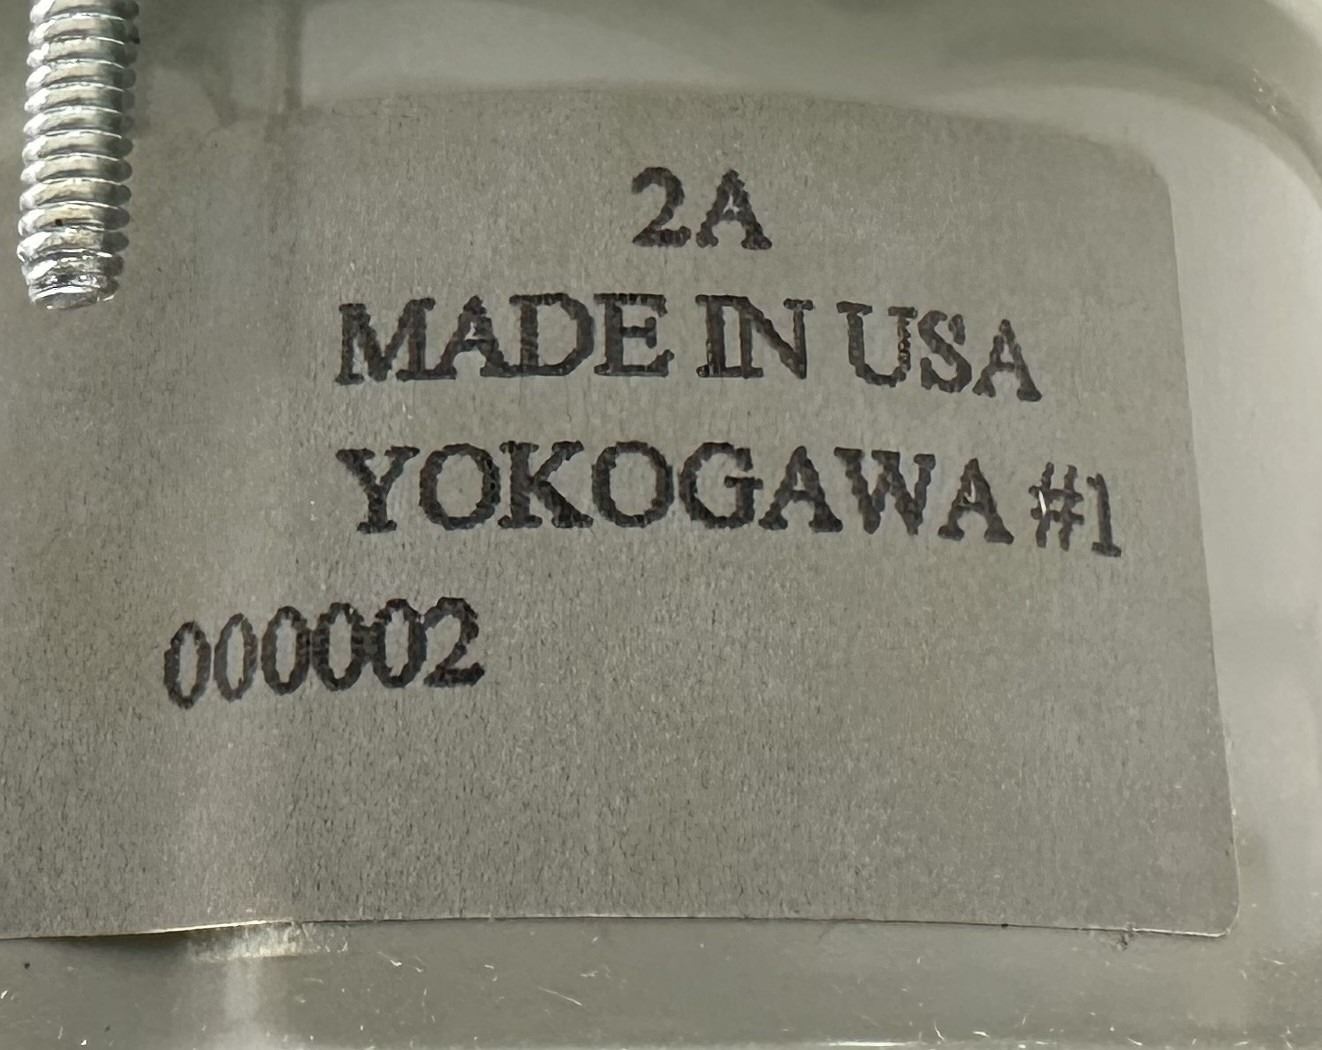 2A
MADE IN USA
YOKOGAWA #1
000002